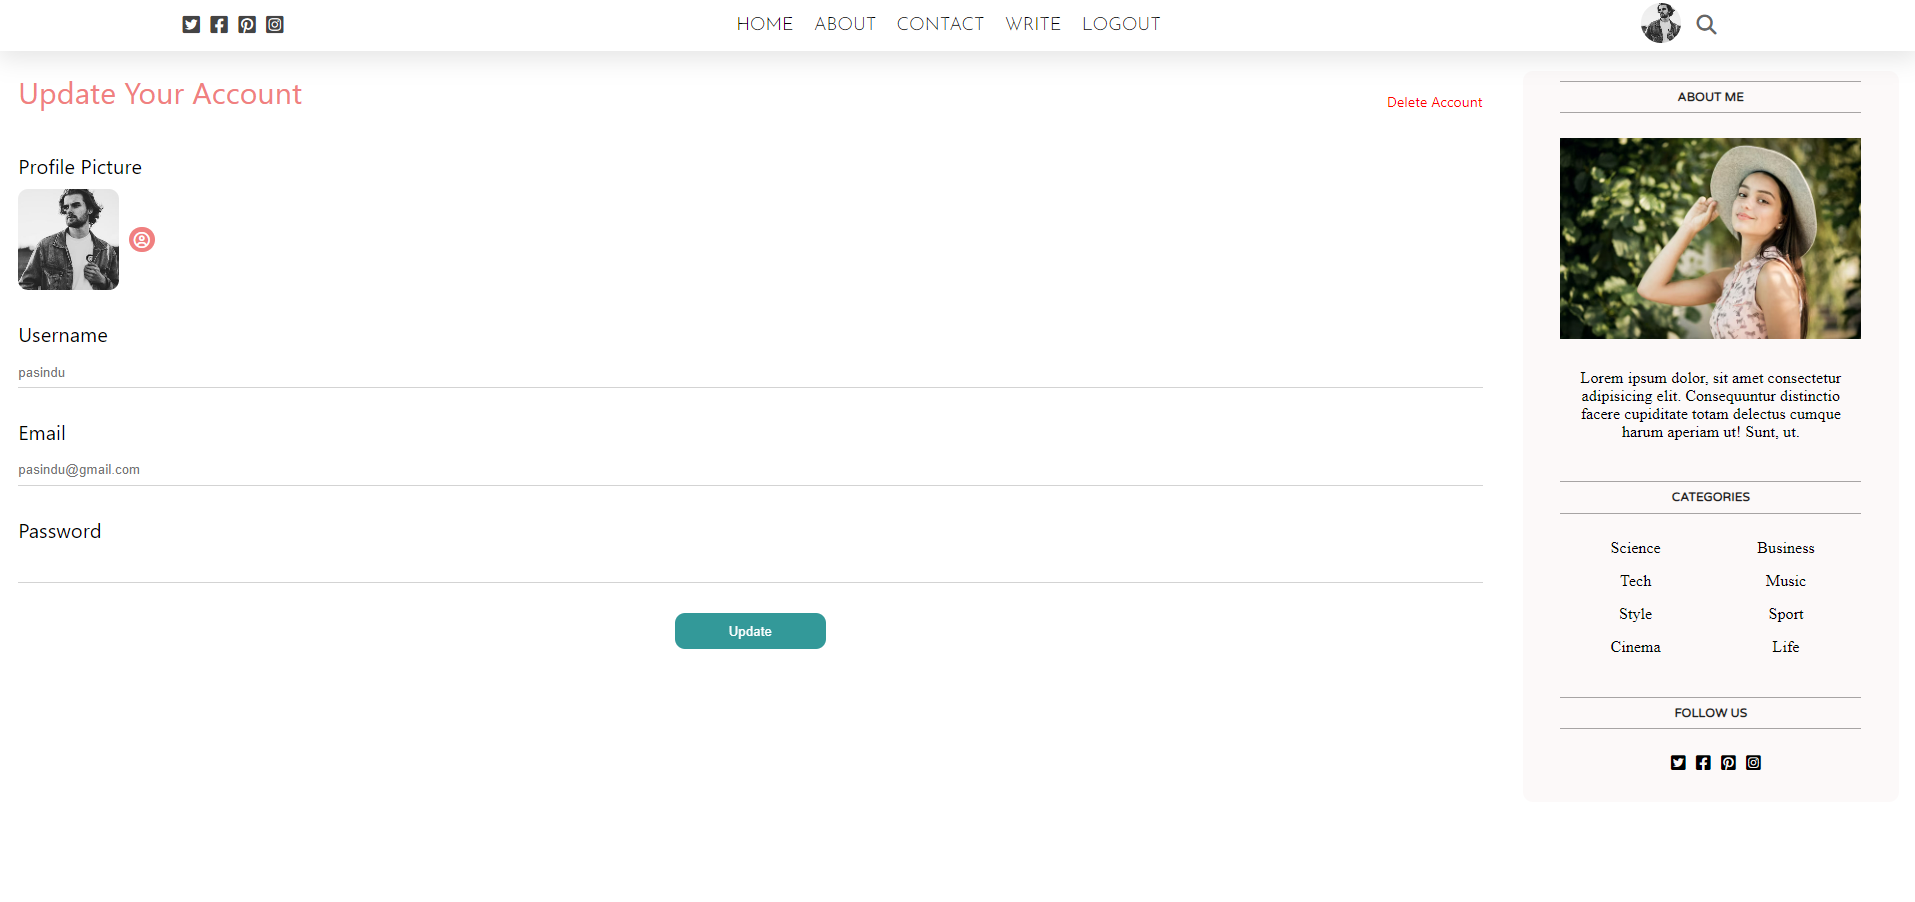 HOME ABOUT CONTACT WRITE LOGOUT
Update Your Account
Delete Account
Profile Picture
Username
pasindu
Email
pasindu@gmail.com
Password
Update
ABOUT ME
Lorem ipsum dolor, sit amet consectetur
adipisicing elit. Consequuntur distinctio
facere cupiditate totam delectus cumque
harum aperiam ut! Sunt, ut.
CATEGORIES
Science Business
Tech Music
Style Sport
Cinema Life
FOLLOW US